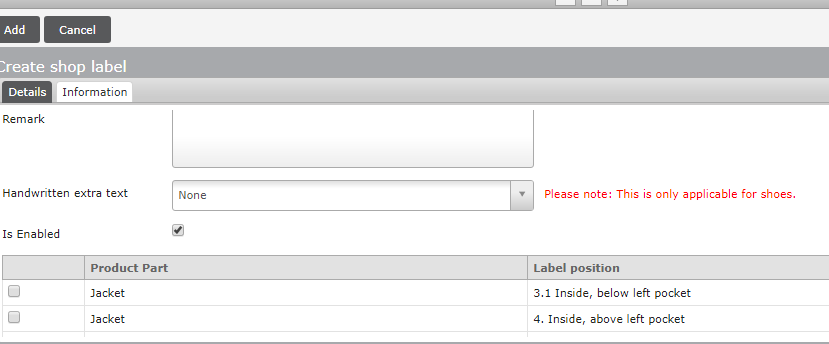 Add Cancel
Create shop label
Details Information
Remark
Handwritten extra text None Please note: This is only applicable for shoes.
Is Enabled
Product Part Label position
Jacket 3.1 Inside, below left pocket
Jacket 4. Inside, above left pocket